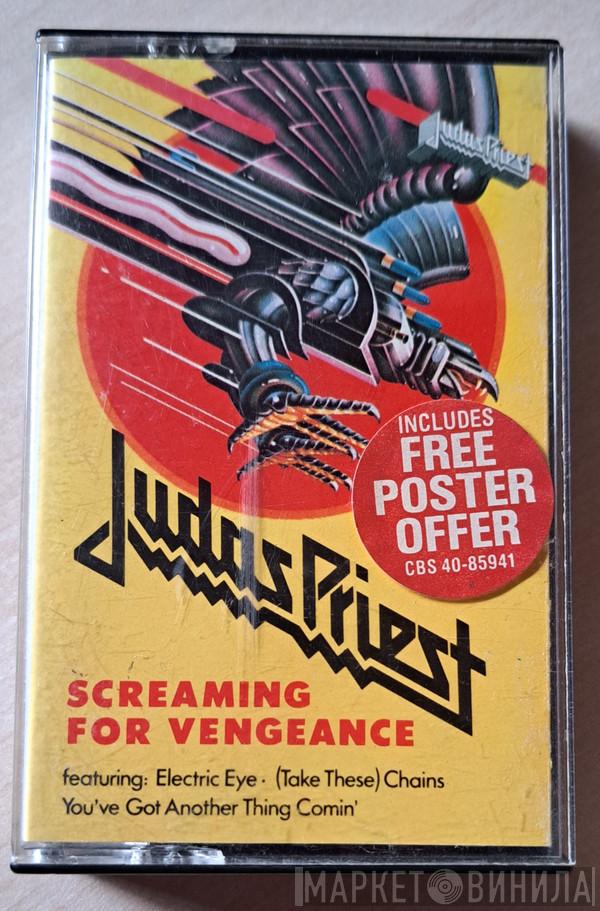 Judas Priest
INCLUDES
FREE
POSTER
OFFER
CBS 40-85941
Judas Priest
SCREAMING
FOR VENGEANCE
featuring: Electric Eye · (Take These) Chains
You've Got Another Thing Comin'
МАРКЕТ ВИНИЛА